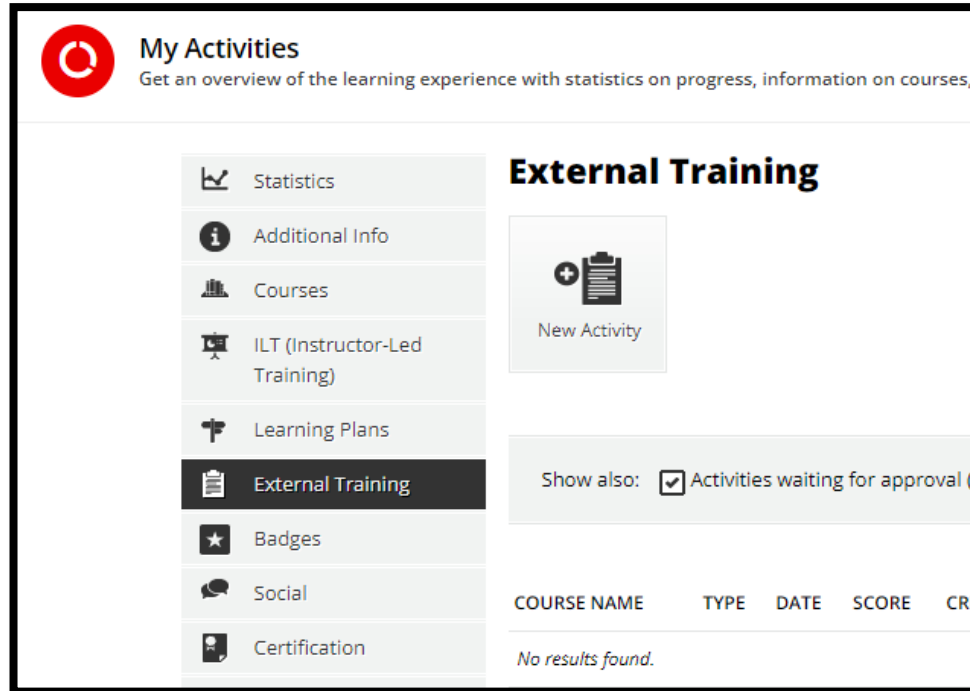 My Activities
Get an overview of the learning experience with statistics on progress, information on courses,
Statistics
Additional Info
Courses
ILT (Instructor-Led
Training)
Learning Plans
External Training
Badges
Social
Certification
External Training
New Activity
Show also: Activities waiting for approval (
COURSE NAME TYPE DATE SCORE CR
No results found.